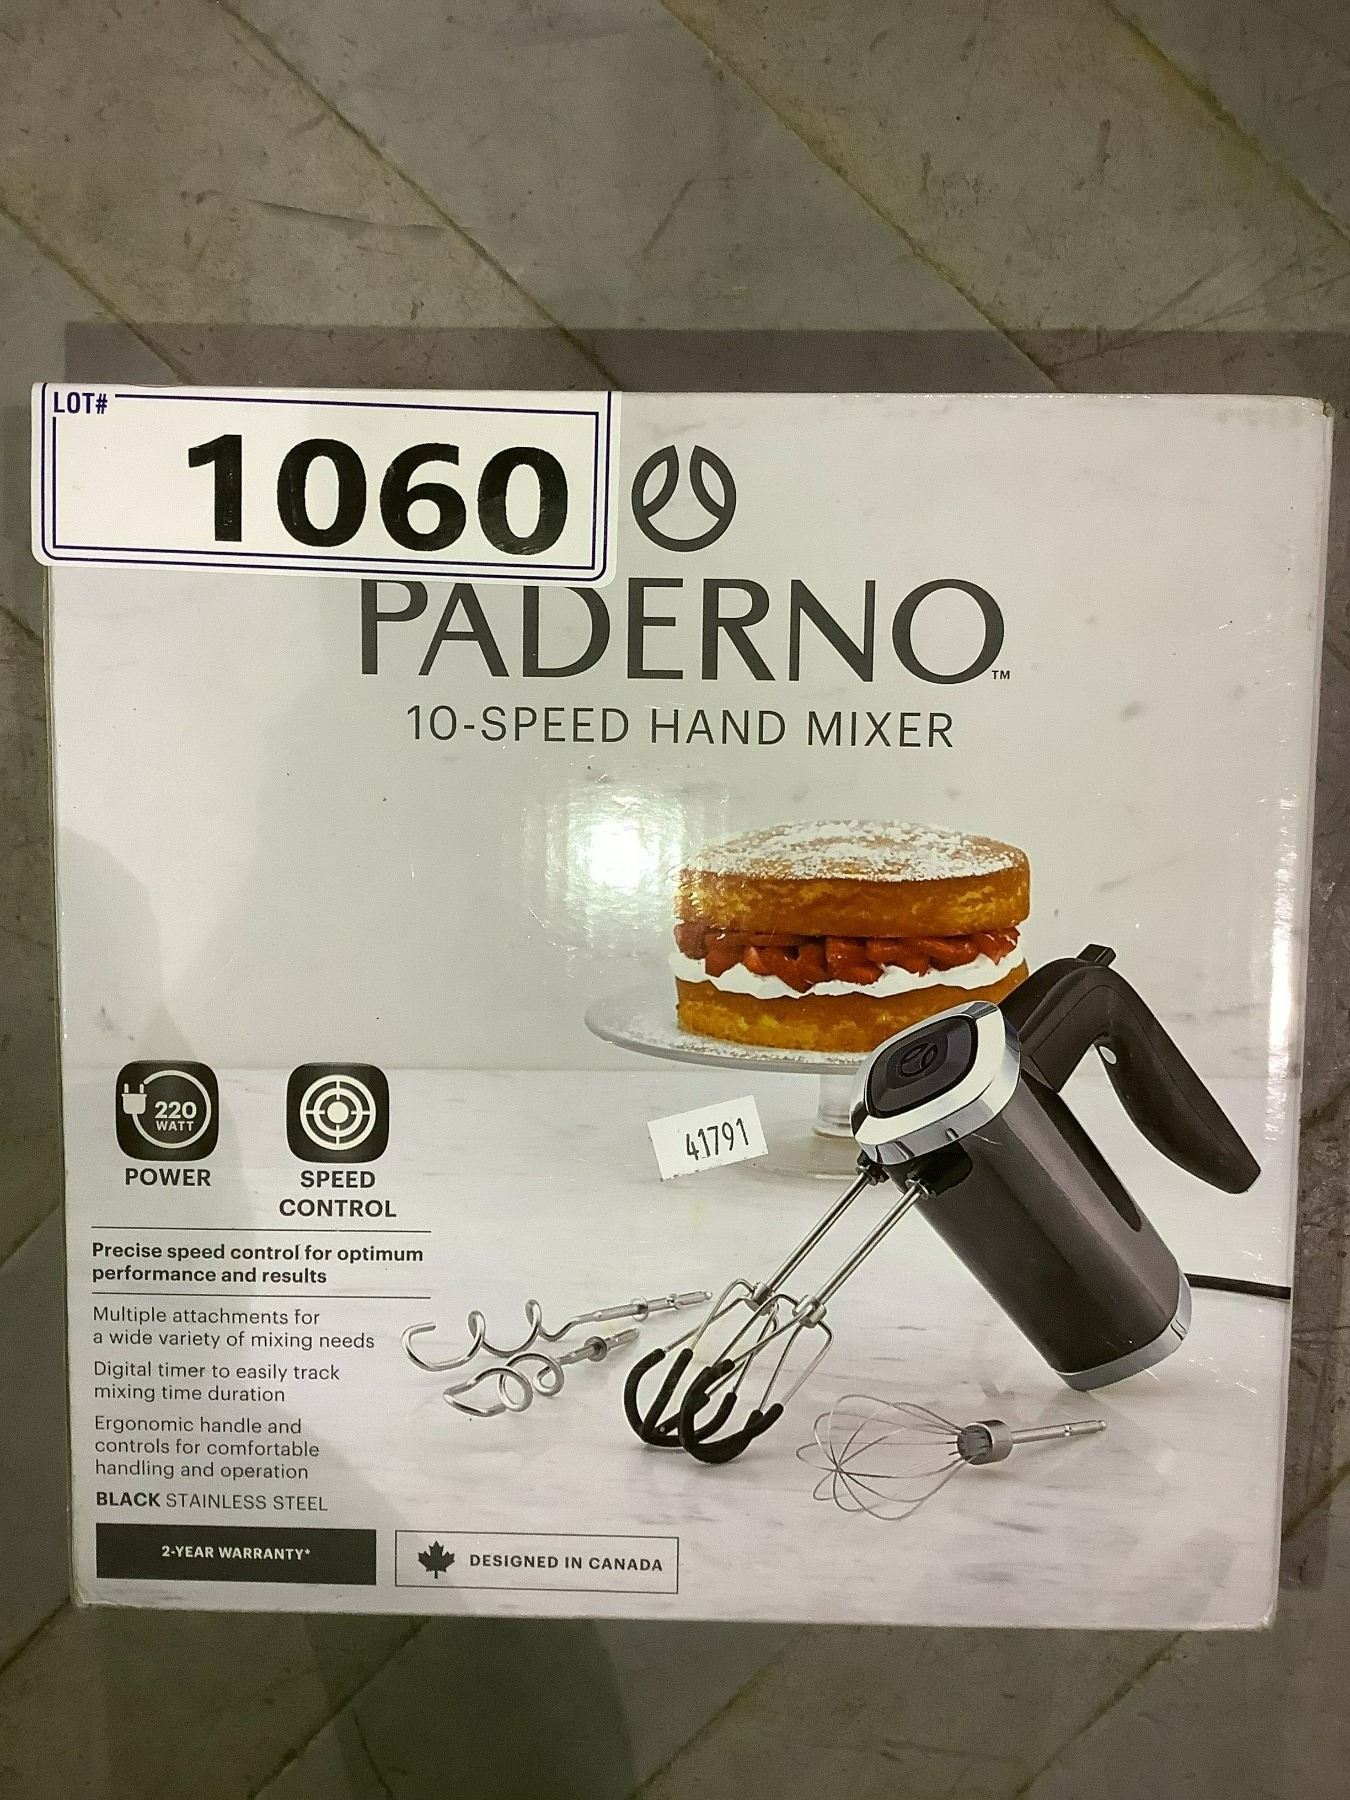 LOT#
1060
PADERNO™
10-SPEED HAND MIXER
220
WATT
POWER
SPEED
CONTROL
41791
Precise speed control for optimum
performance and results
Multiple attachments for
a wide variety of mixing needs
Digital timer to easily track
mixing time duration
Ergonomic handle and
controls for comfortable
handling and operation
BLACK STAINLESS STEEL
2-YEAR WARRANTY*
DESIGNED IN CANADA